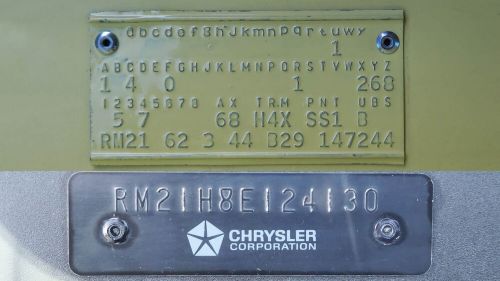 abcdefghJkmnpqrtuwy
1
ABCDEFGHJKLMNPQRSTVWXYZ
1 4 0 1 268
12345678 AX TRM PNT UBS
5 7 68 H4X SS1 B
RM21 62 3 44 B29 147244
RM21H8E124130
CHRYSLER
CORPORATION